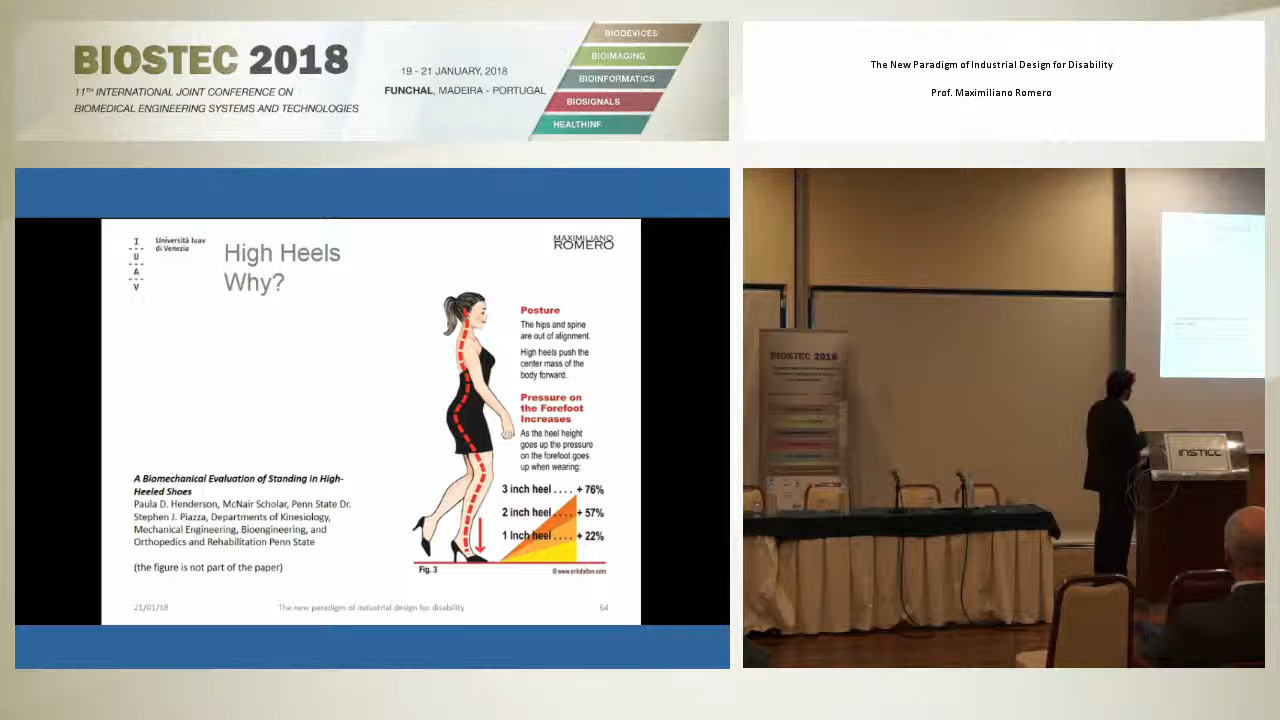 BIOSTEC 2018
11TH INTERNATIONAL JOINT CONFERENCE ON
BIOMEDICAL ENGINEERING SYSTEMS AND TECHNOLOGIES
19 - 21 JANUARY, 2018
FUNCHAL, MADEIRA - PORTUGAL
BIODEVICES
BIOIMAGING
BIOINFORMATICS
BIOSIGNALS
HEALTHINF
The New Paradigm of Industrial Design for Disability
Prof. Maximiliano Romero
I
U
A
V
Università Iuav
di Venezia
High Heels
Why?
MAXIMILIANO
ROMERO
Posture
The hips and spine
are out of alignment.
High heels push the
center mass of the
body forward.
Pressure on
the Forefoot
Increases
As the heel height
goes up the pressure
on the forefoot goes
up when wearing:
3 inch heel . . . . + 76%
2 inch heel . . . . + 57%
1 Inch heel . . . . + 22%
Fig. 3
© www.erikdalton.com
A Biomechanical Evaluation of Standing in High-
Heeled Shoes
Paula D. Henderson, McNair Scholar, Penn State Dr.
Stephen J. Piazza, Departments of Kinesiology,
Mechanical Engineering, Bioengineering, and
Orthopedics and Rehabilitation Penn State
(the figure is not part of the paper)
21/01/18
The new paradigm of industrial design for disability
64
BIOSTEC 2018
INSTICC